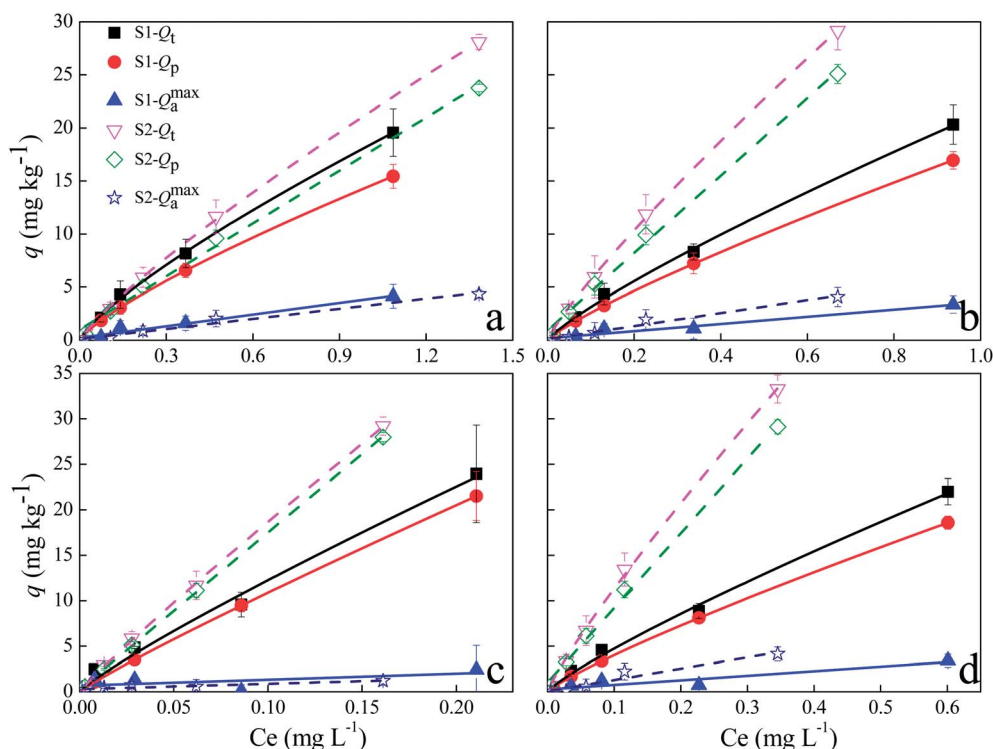 30
25
20
15
10
5
0
q (mg kg⁻¹)
S1-Qt
S1-Qp
S1-Qa^max
S2-Qt
S2-Qp
S2-Qa^max
a
0.0 0.3 0.6 0.9 1.2 1.5
b
0.0 0.2 0.4 0.6 0.8 1.0
35
30
25
20
15
10
5
0
q (mg kg⁻¹)
c
0.00 0.05 0.10 0.15 0.20
Ce (mg L⁻¹)
d
0.0 0.1 0.2 0.3 0.4 0.5 0.6
Ce (mg L⁻¹)